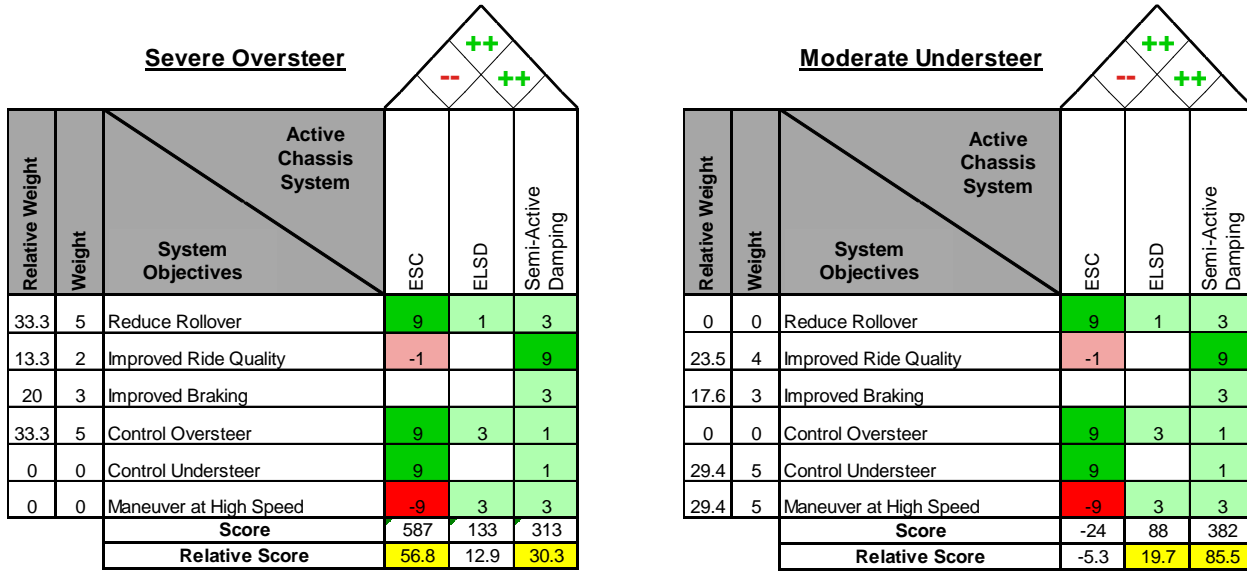 Severe Oversteer
++
--
++
Relative Weight
Weight
Active
Chassis
System
System
Objectives
ESC
ELSD
Semi-Active
Damping
33.3 5 Reduce Rollover 9 1 3
13.3 2 Improved Ride Quality -1 9
20 3 Improved Braking 3
33.3 5 Control Oversteer 9 3 1
0 0 Control Understeer 9 1
0 0 Maneuver at High Speed -9 3 3
Score 587 133 313
Relative Score 56.8 12.9 30.3
Moderate Understeer
++
--
++
Relative Weight
Weight
Active
Chassis
System
System
Objectives
ESC
ELSD
Semi-Active
Damping
0 0 Reduce Rollover 9 1 3
23.5 4 Improved Ride Quality -1 9
17.6 3 Improved Braking 3
0 0 Control Oversteer 9 3 1
29.4 5 Control Understeer 9 1
29.4 5 Maneuver at High Speed -9 3 3
Score -24 88 382
Relative Score -5.3 19.7 85.5